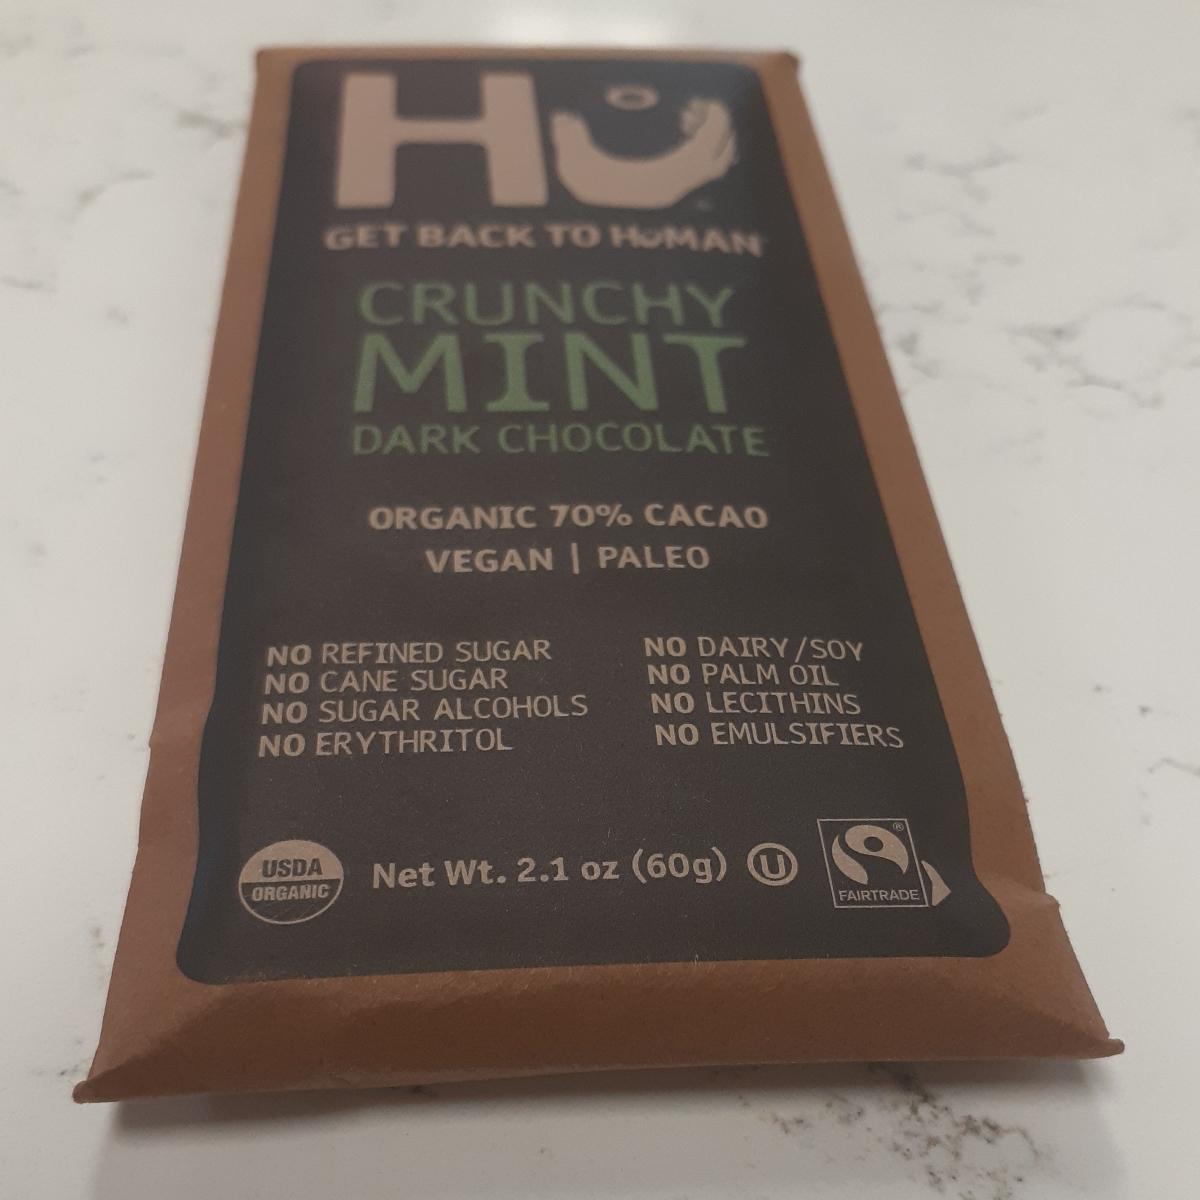 Hu
GET BACK TO HUMAN
CRUNCHY
MINT
DARK CHOCOLATE
ORGANIC 70% CACAO
VEGAN | PALEO
NO REFINED SUGAR
NO CANE SUGAR
NO SUGAR ALCOHOLS
NO ERYTHRITOL
NO DAIRY/SOY
NO PALM OIL
NO LECITHINS
NO EMULSIFIERS
USDA
ORGANIC
Net Wt. 2.1 oz (60g)
U
®
FAIRTRADE